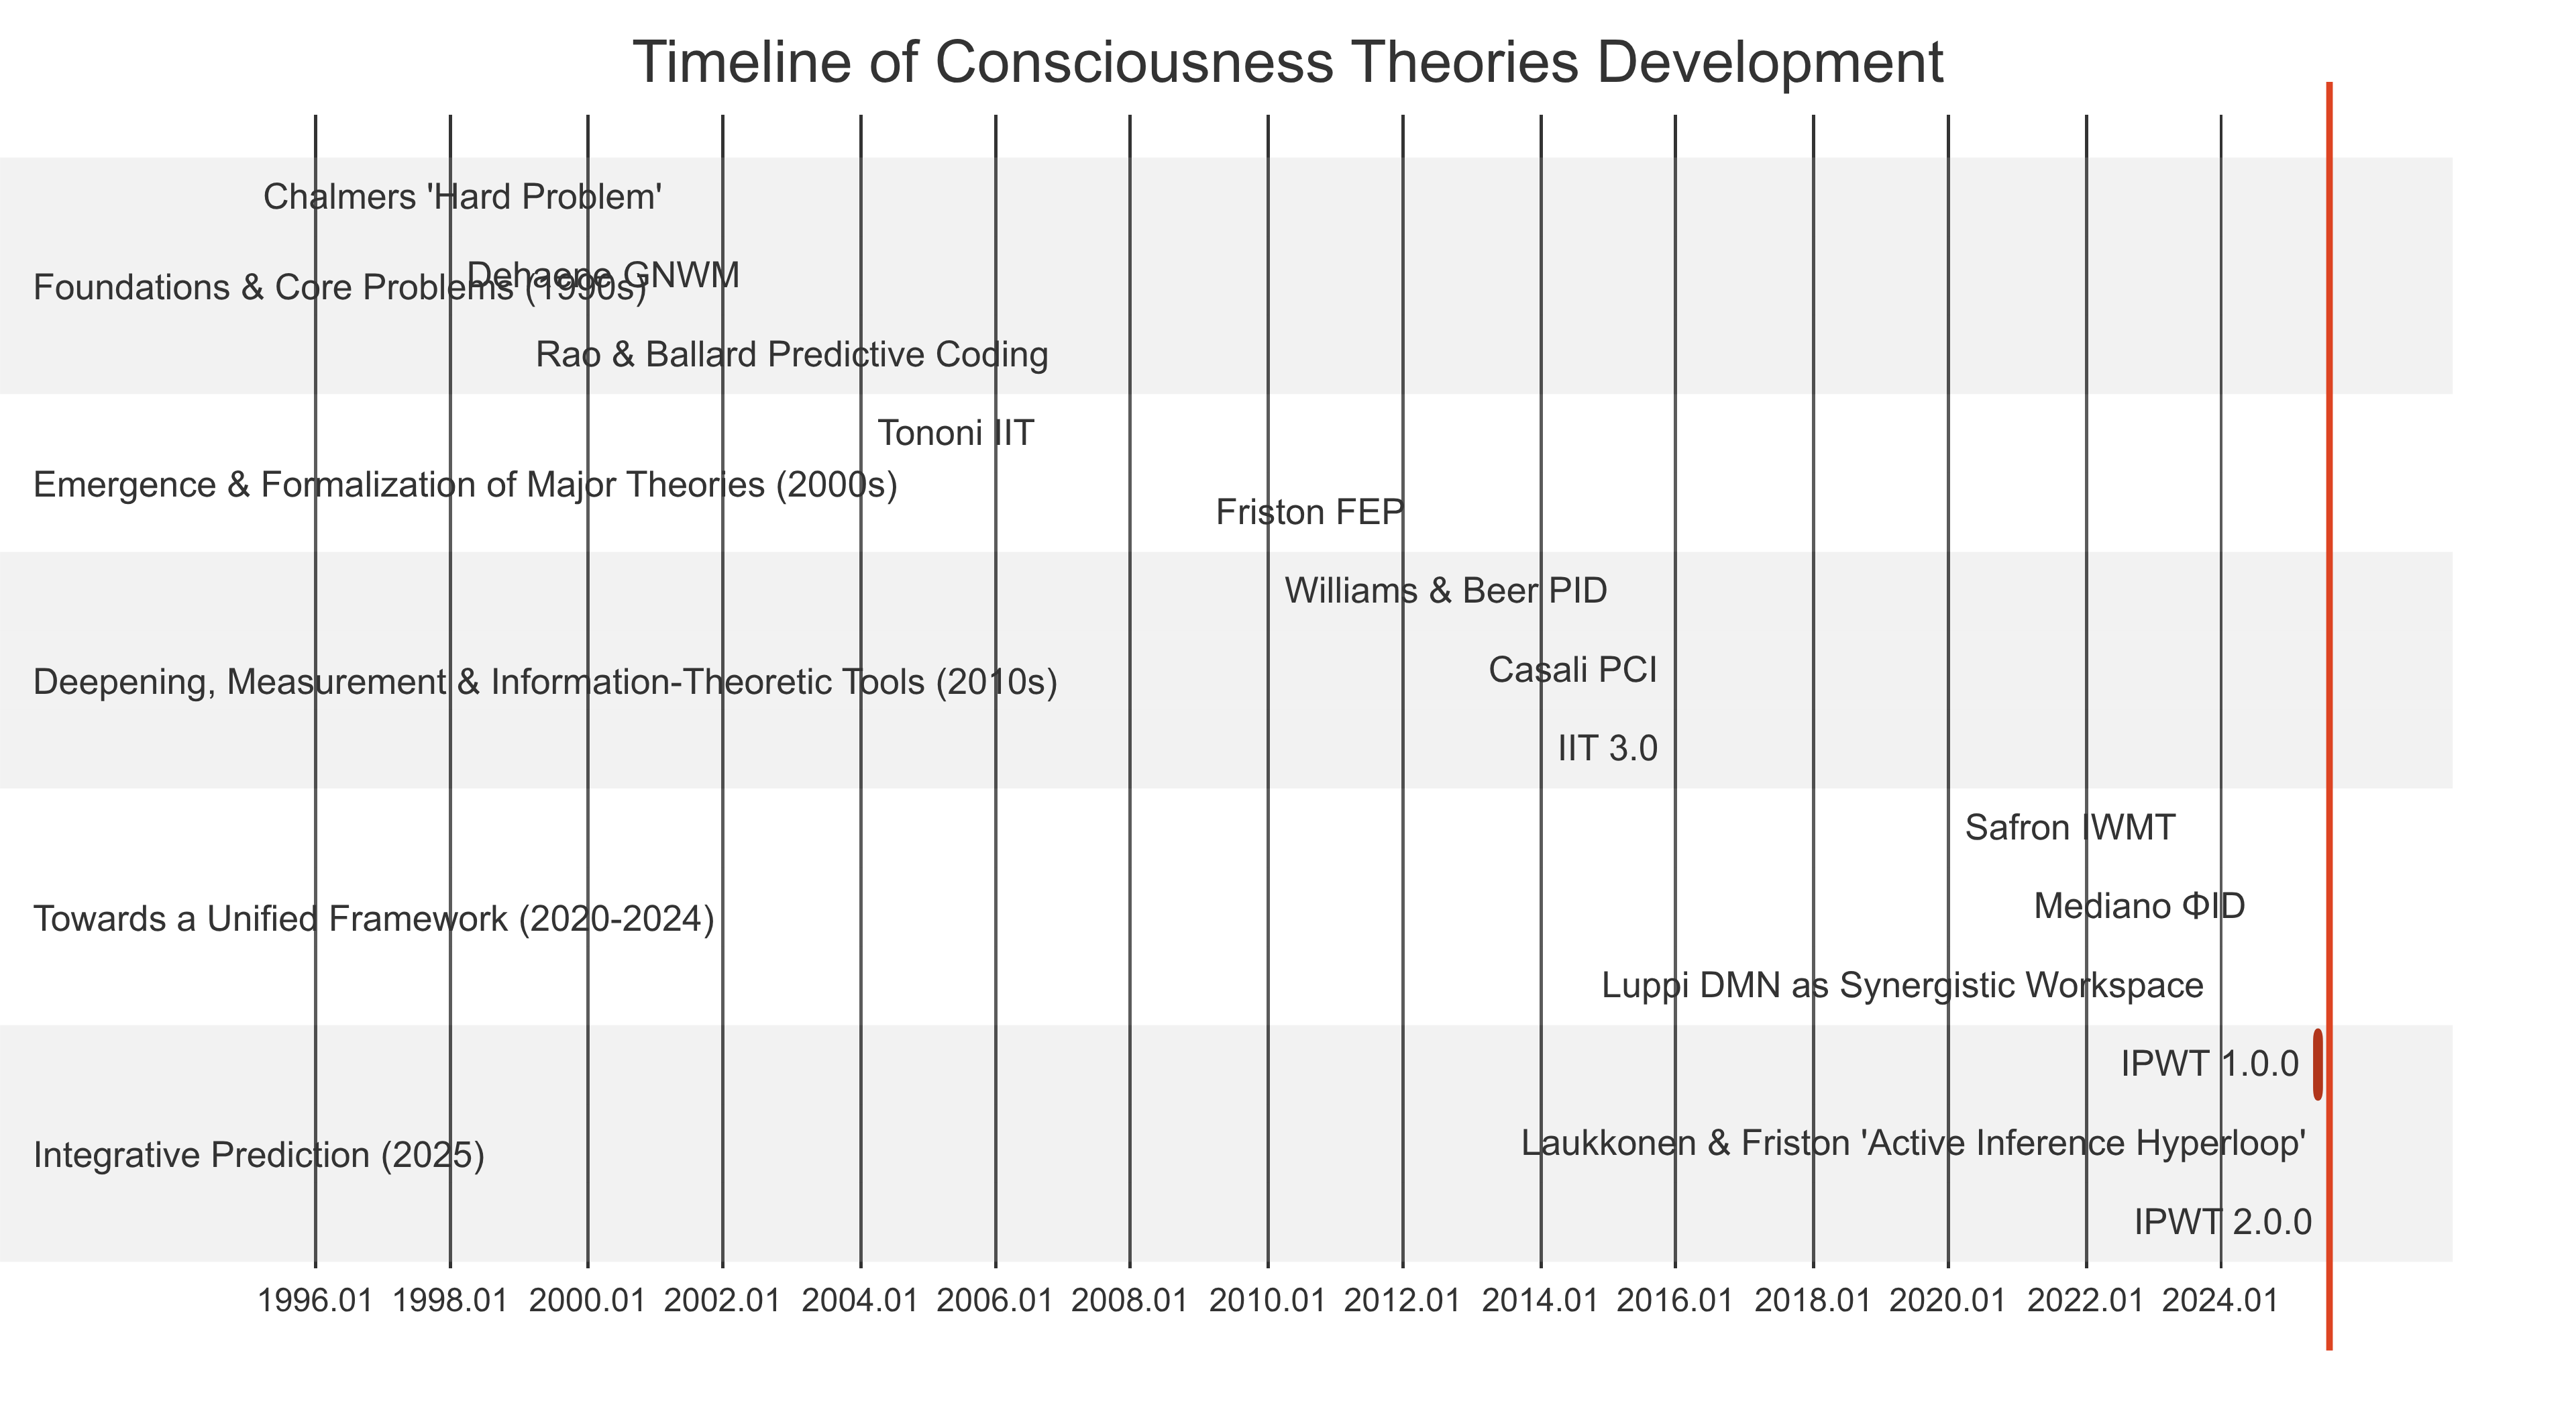 Timeline of Consciousness Theories Development
Chalmers 'Hard Problem'
Dehaene GNWM
Foundations & Core Problems (1990s)
Rao & Ballard Predictive Coding
Tononi IIT
Emergence & Formalization of Major Theories (2000s)
Friston FEP
Williams & Beer PID
Casali PCI
Deepening, Measurement & Information-Theoretic Tools (2010s)
IIT 3.0
Safron IWMT
Mediano ΦID
Towards a Unified Framework (2020-2024)
Luppi DMN as Synergistic Workspace
IPWT 1.0.0
Laukkonen & Friston 'Active Inference Hyperloop'
Integrative Prediction (2025)
IPWT 2.0.0
1996.01 1998.01 2000.01 2002.01 2004.01 2006.01 2008.01 2010.01 2012.01 2014.01 2016.01 2018.01 2020.01 2022.01 2024.01